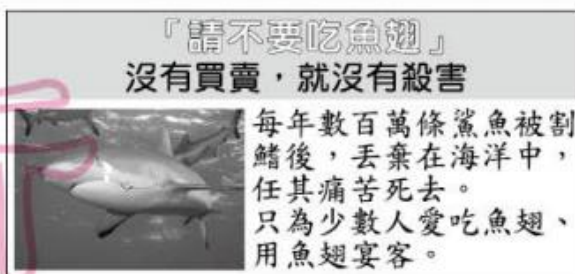 「請不要吃魚翅」
沒有買賣，就沒有殺害
每年數百萬條鯊魚被割
鰭後，丟棄在海洋中，
任其痛苦死去。
只為少數人愛吃魚翅、
用魚翅宴客。